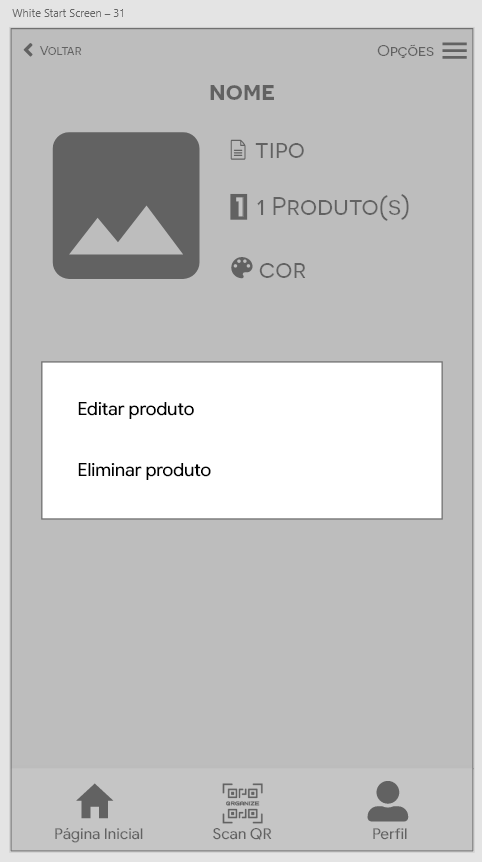 White Start Screen – 31
Voltar
Opções
NOME
TIPO
1 1 Produto(s)
COR
Editar produto
Eliminar produto
ORGANIZE
Página Inicial
Scan QR
Perfil